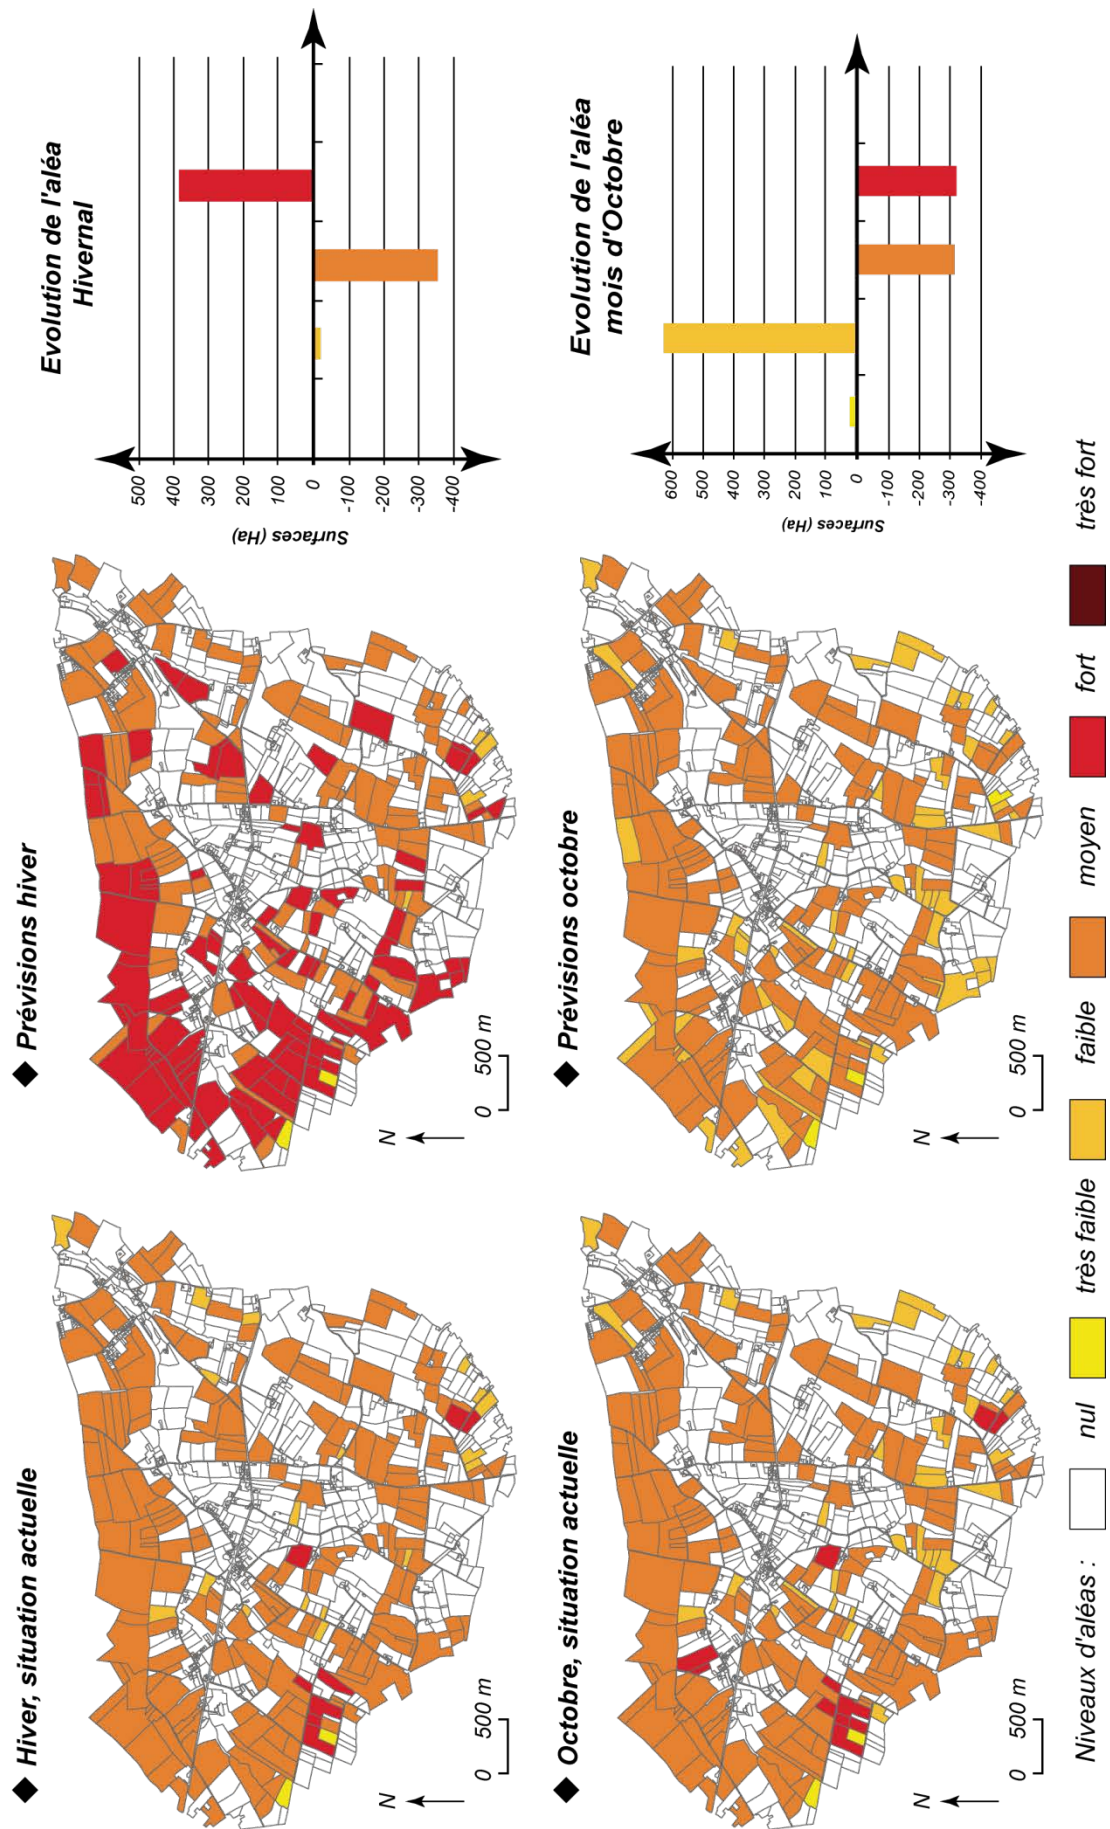 ◆ Hiver, situation actuelle
N
0 500 m
◆ Prévisions hiver
N
0 500 m
Evolution de l'aléa
Hivernal
Surfaces (Ha)
500
400
300
200
100
0
-100
-200
-300
-400
◆ Octobre, situation actuelle
N
0 500 m
◆ Prévisions octobre
N
0 500 m
Evolution de l'aléa
mois d'Octobre
Surfaces (Ha)
600
500
400
300
200
100
0
-100
-200
-300
-400
Niveaux d'aléas : nul très faible faible moyen fort très fort